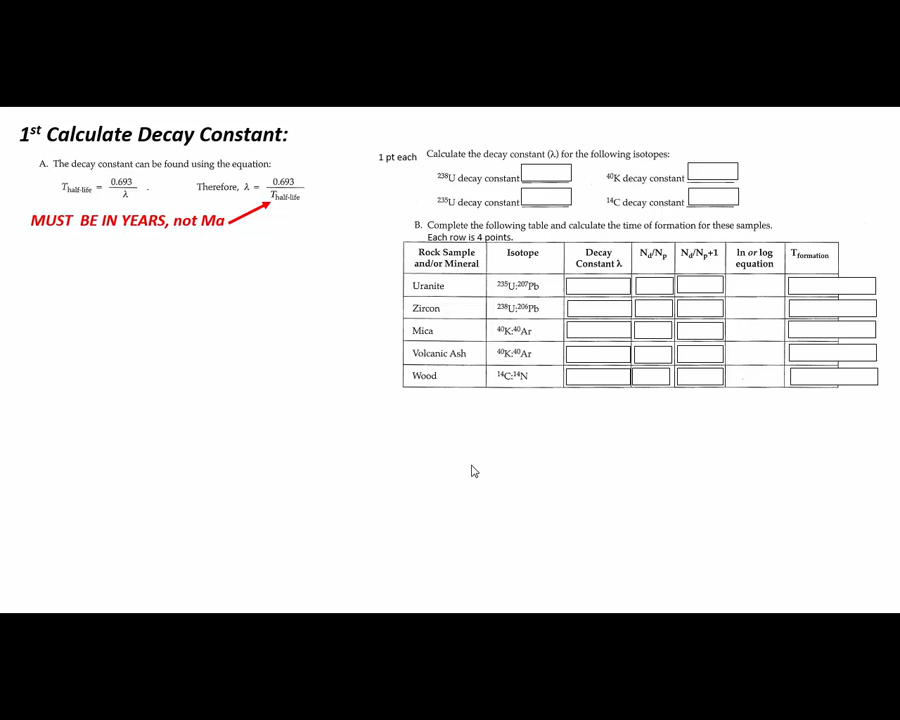 1st Calculate Decay Constant:
A. The decay constant can be found using the equation:
T half-life = 0.693 / λ . Therefore, λ = 0.693 / T half-life
MUST BE IN YEARS, not Ma
1 pt each Calculate the decay constant (λ) for the following isotopes:
238U decay constant 40K decay constant
235U decay constant 14C decay constant
B. Complete the following table and calculate the time of formation for these samples.
Each row is 4 points.
Rock Sample and/or Mineral Isotope Decay Constant λ Nd/Np Nd/Np+1 ln or log equation Tformation
Uranite 235U:207Pb
Zircon 238U:206Pb
Mica 40K:40Ar
Volcanic Ash 40K:40Ar
Wood 14C:14N